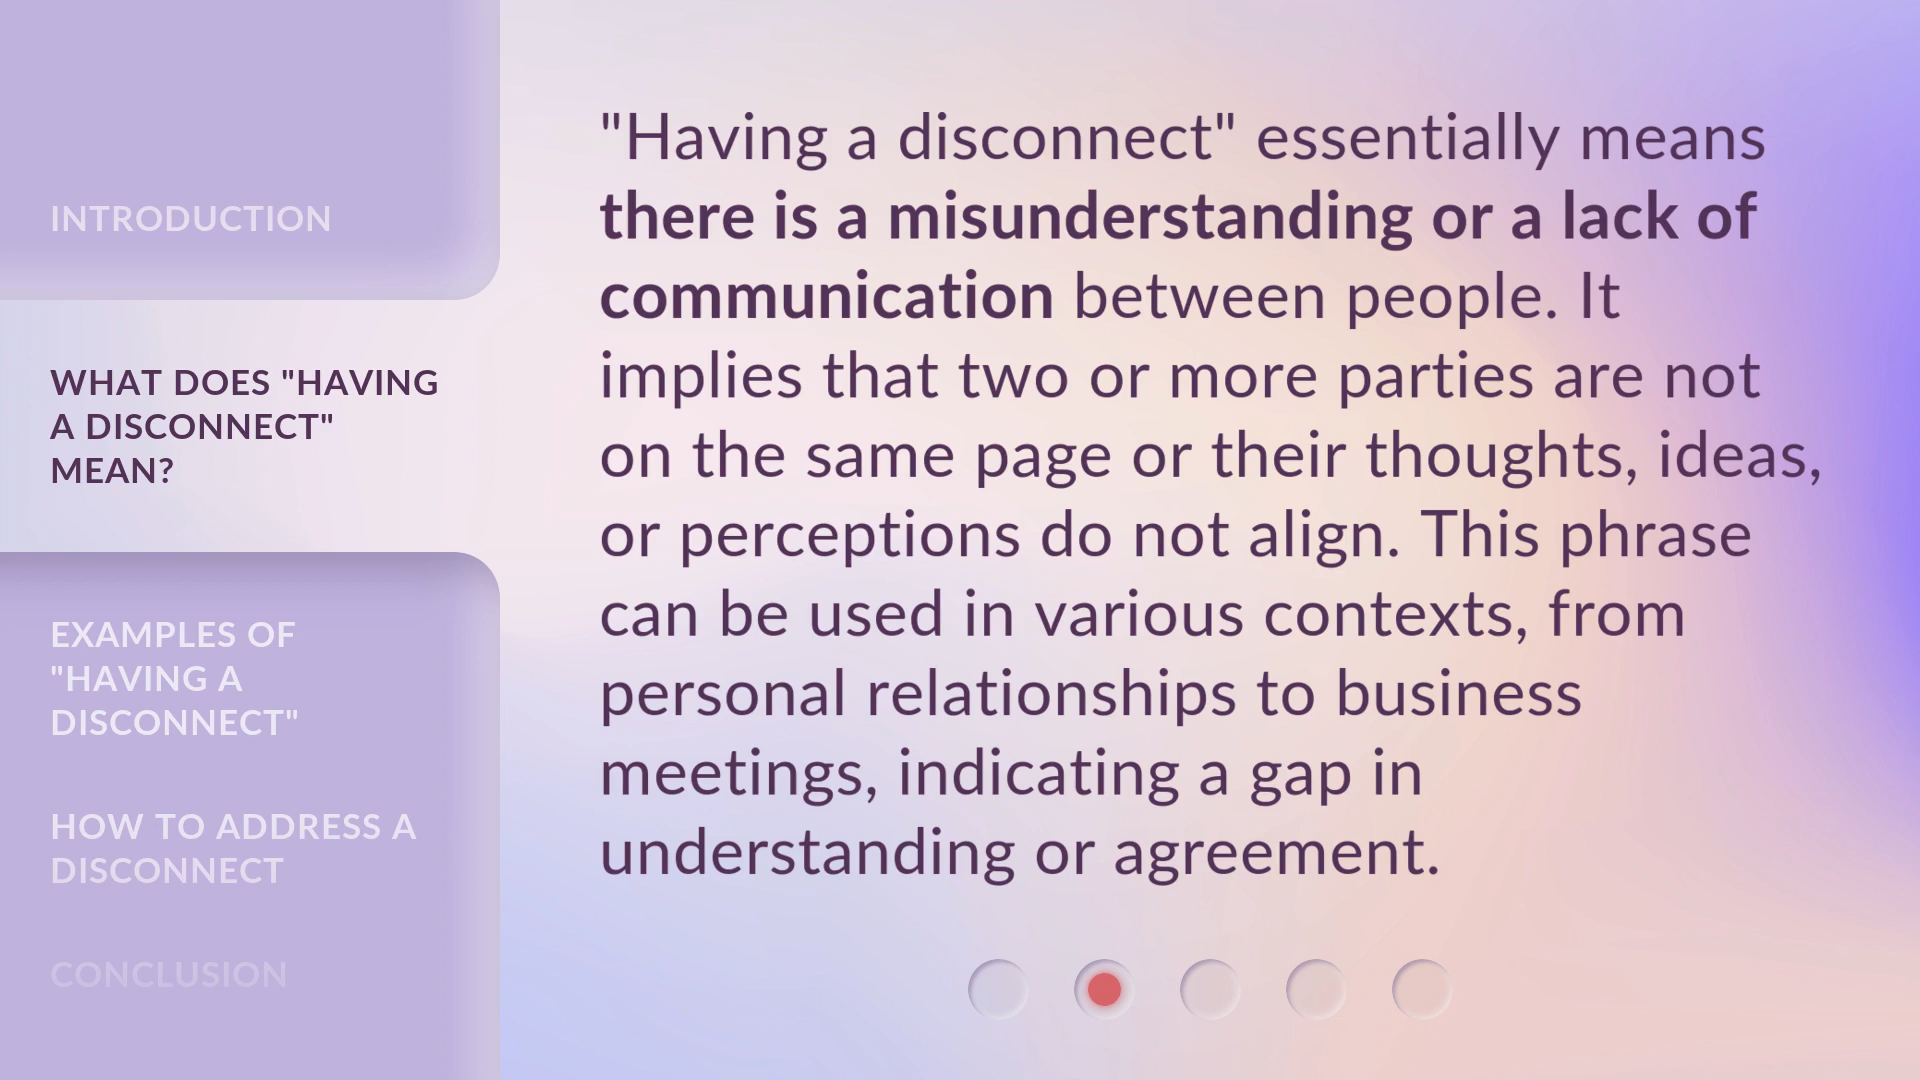 INTRODUCTION
WHAT DOES "HAVING
A DISCONNECT"
MEAN?
EXAMPLES OF
"HAVING A
DISCONNECT"
HOW TO ADDRESS A
DISCONNECT
CONCLUSION
"Having a disconnect" essentially means
there is a misunderstanding or a lack of
communication between people. It
implies that two or more parties are not
on the same page or their thoughts, ideas,
or perceptions do not align. This phrase
can be used in various contexts, from
personal relationships to business
meetings, indicating a gap in
understanding or agreement.